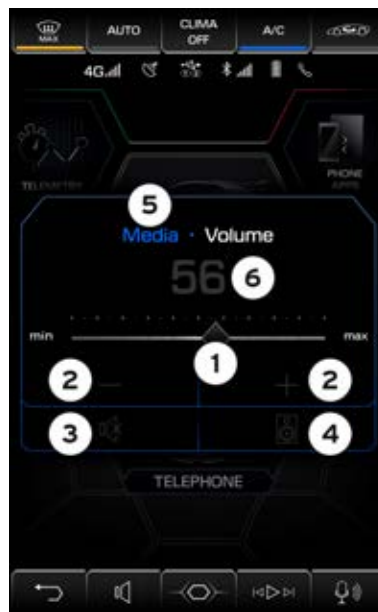 MAX AUTO CLIMA OFF A/C
4G
TELEMETRY PHONE APPS
5
Media · Volume
56 6
min max
1
2 − + 2
3 4
TELEPHONE